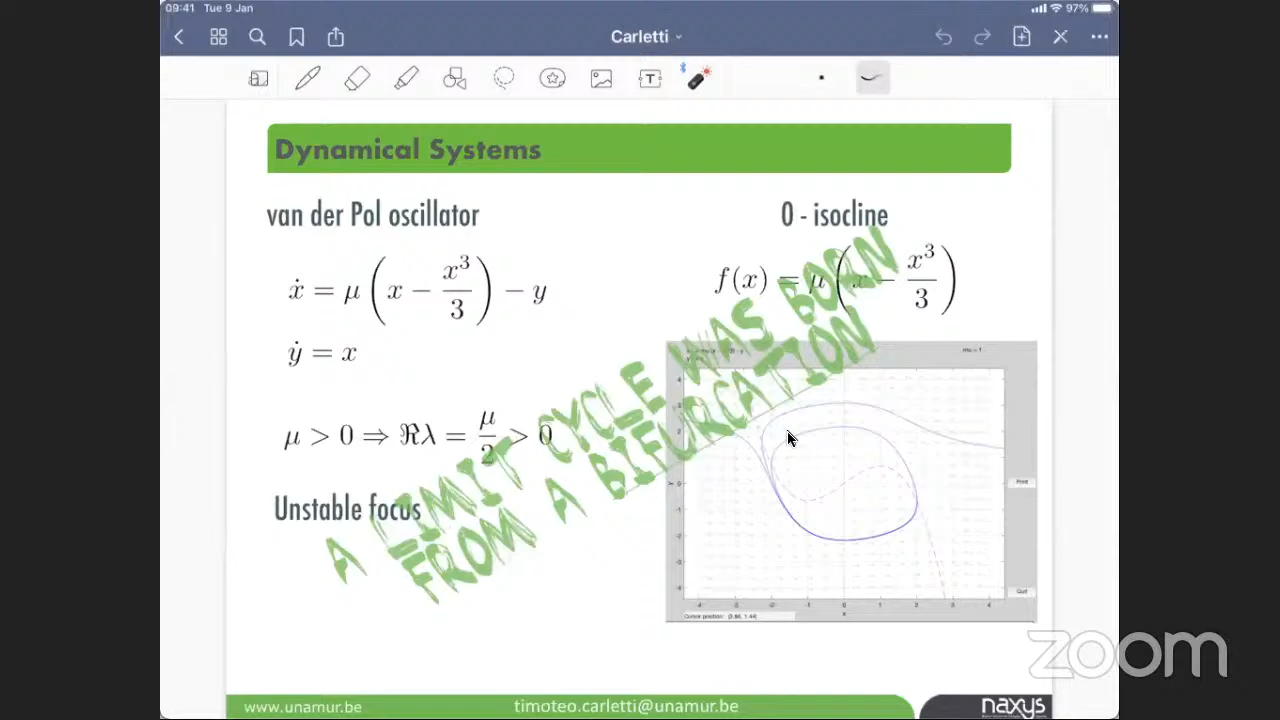 09:41 Tue 9 Jan
97%
Carletti
Dynamical Systems
van der Pol oscillator
ẋ = μ(x − x³/3) − y
ẏ = x
μ > 0 ⇒ ℜλ = μ/2 > 0
Unstable focus
0 - isocline
f(x) = μ(x − x³/3)
A LIMIT CYCLE WAS BORN
FROM A BIFURCATION
Print
Quit
Cursor position:
www.unamur.be
timoteo.carletti@unamur.be
naxys
zoom